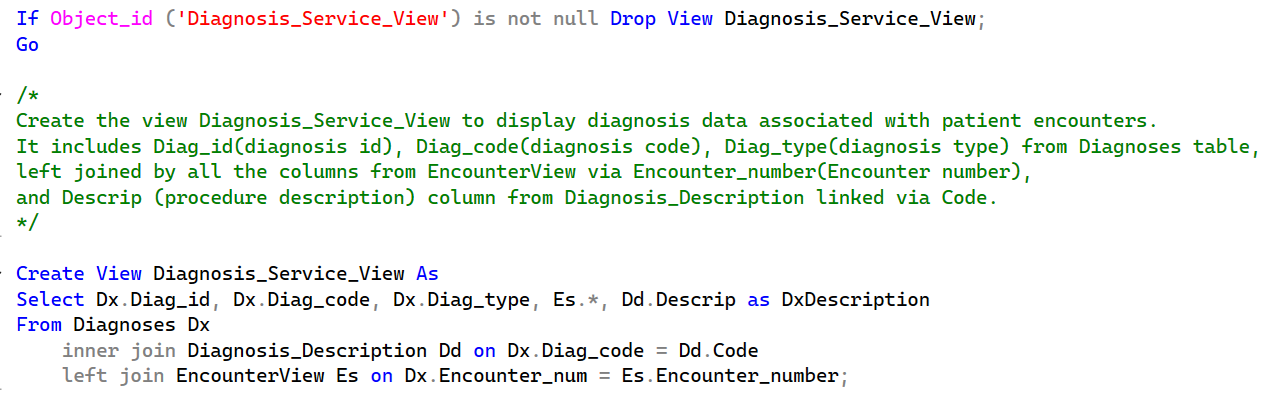 If Object_id ('Diagnosis_Service_View') is not null Drop View Diagnosis_Service_View;
Go
/*
Create the view Diagnosis_Service_View to display diagnosis data associated with patient encounters.
It includes Diag_id(diagnosis id), Diag_code(diagnosis code), Diag_type(diagnosis type) from Diagnoses table,
left joined by all the columns from EncounterView via Encounter_number(Encounter number),
and Descrip (procedure description) column from Diagnosis_Description linked via Code.
*/
Create View Diagnosis_Service_View As
Select Dx.Diag_id, Dx.Diag_code, Dx.Diag_type, Es.*, Dd.Descrip as DxDescription
From Diagnoses Dx
    inner join Diagnosis_Description Dd on Dx.Diag_code = Dd.Code
    left join EncounterView Es on Dx.Encounter_num = Es.Encounter_number;